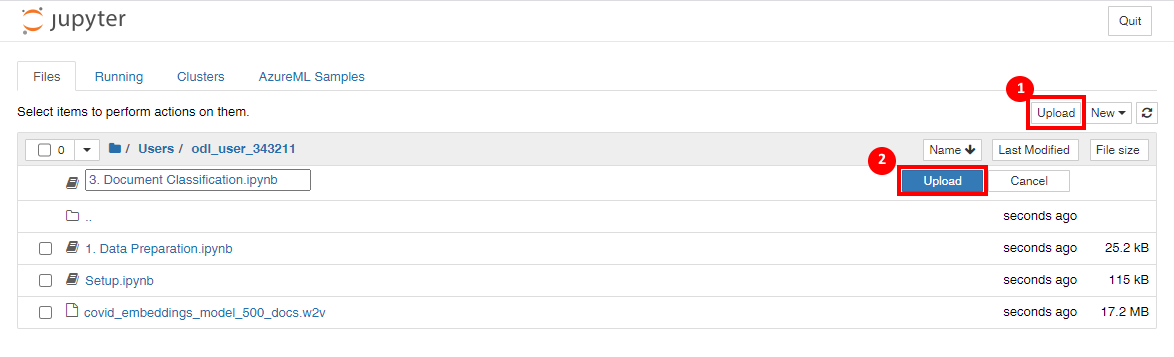 jupyter
Quit
Files Running Clusters AzureML Samples
1
Select items to perform actions on them.
Upload New
0 / Users / odl_user_343211 Name Last Modified File size
2
3. Document Classification.ipynb Upload Cancel
.. seconds ago
1. Data Preparation.ipynb seconds ago 25.2 kB
Setup.ipynb seconds ago 115 kB
covid_embeddings_model_500_docs.w2v seconds ago 17.2 MB